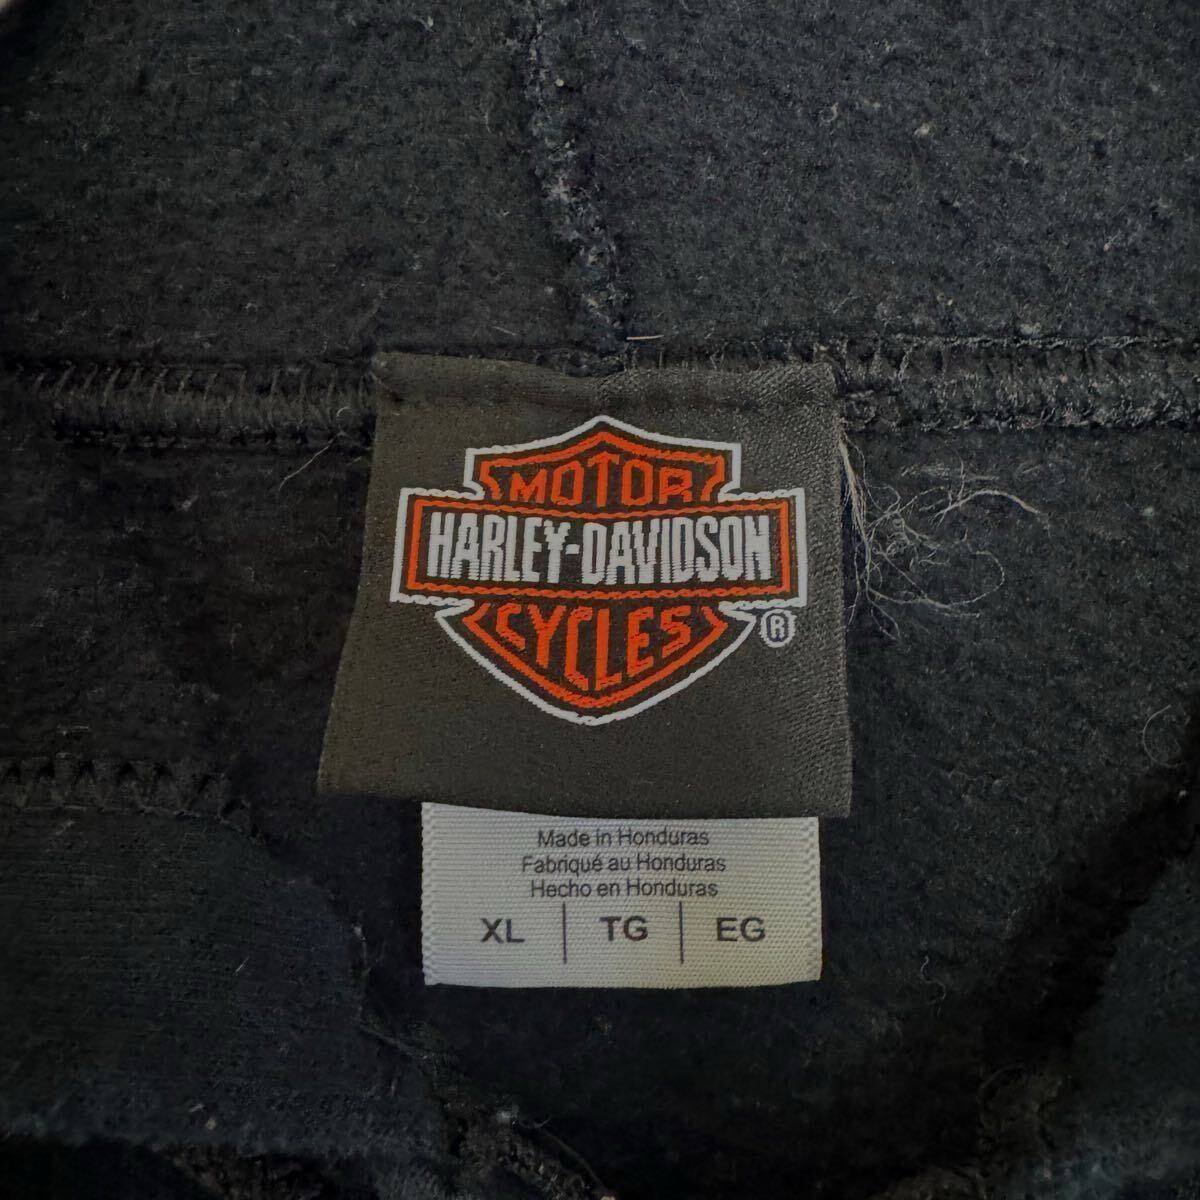 MOTOR
HARLEY-DAVIDSON
CYCLES
®
Made in Honduras
Fabriqué au Honduras
Hecho en Honduras
XL | TG | EG